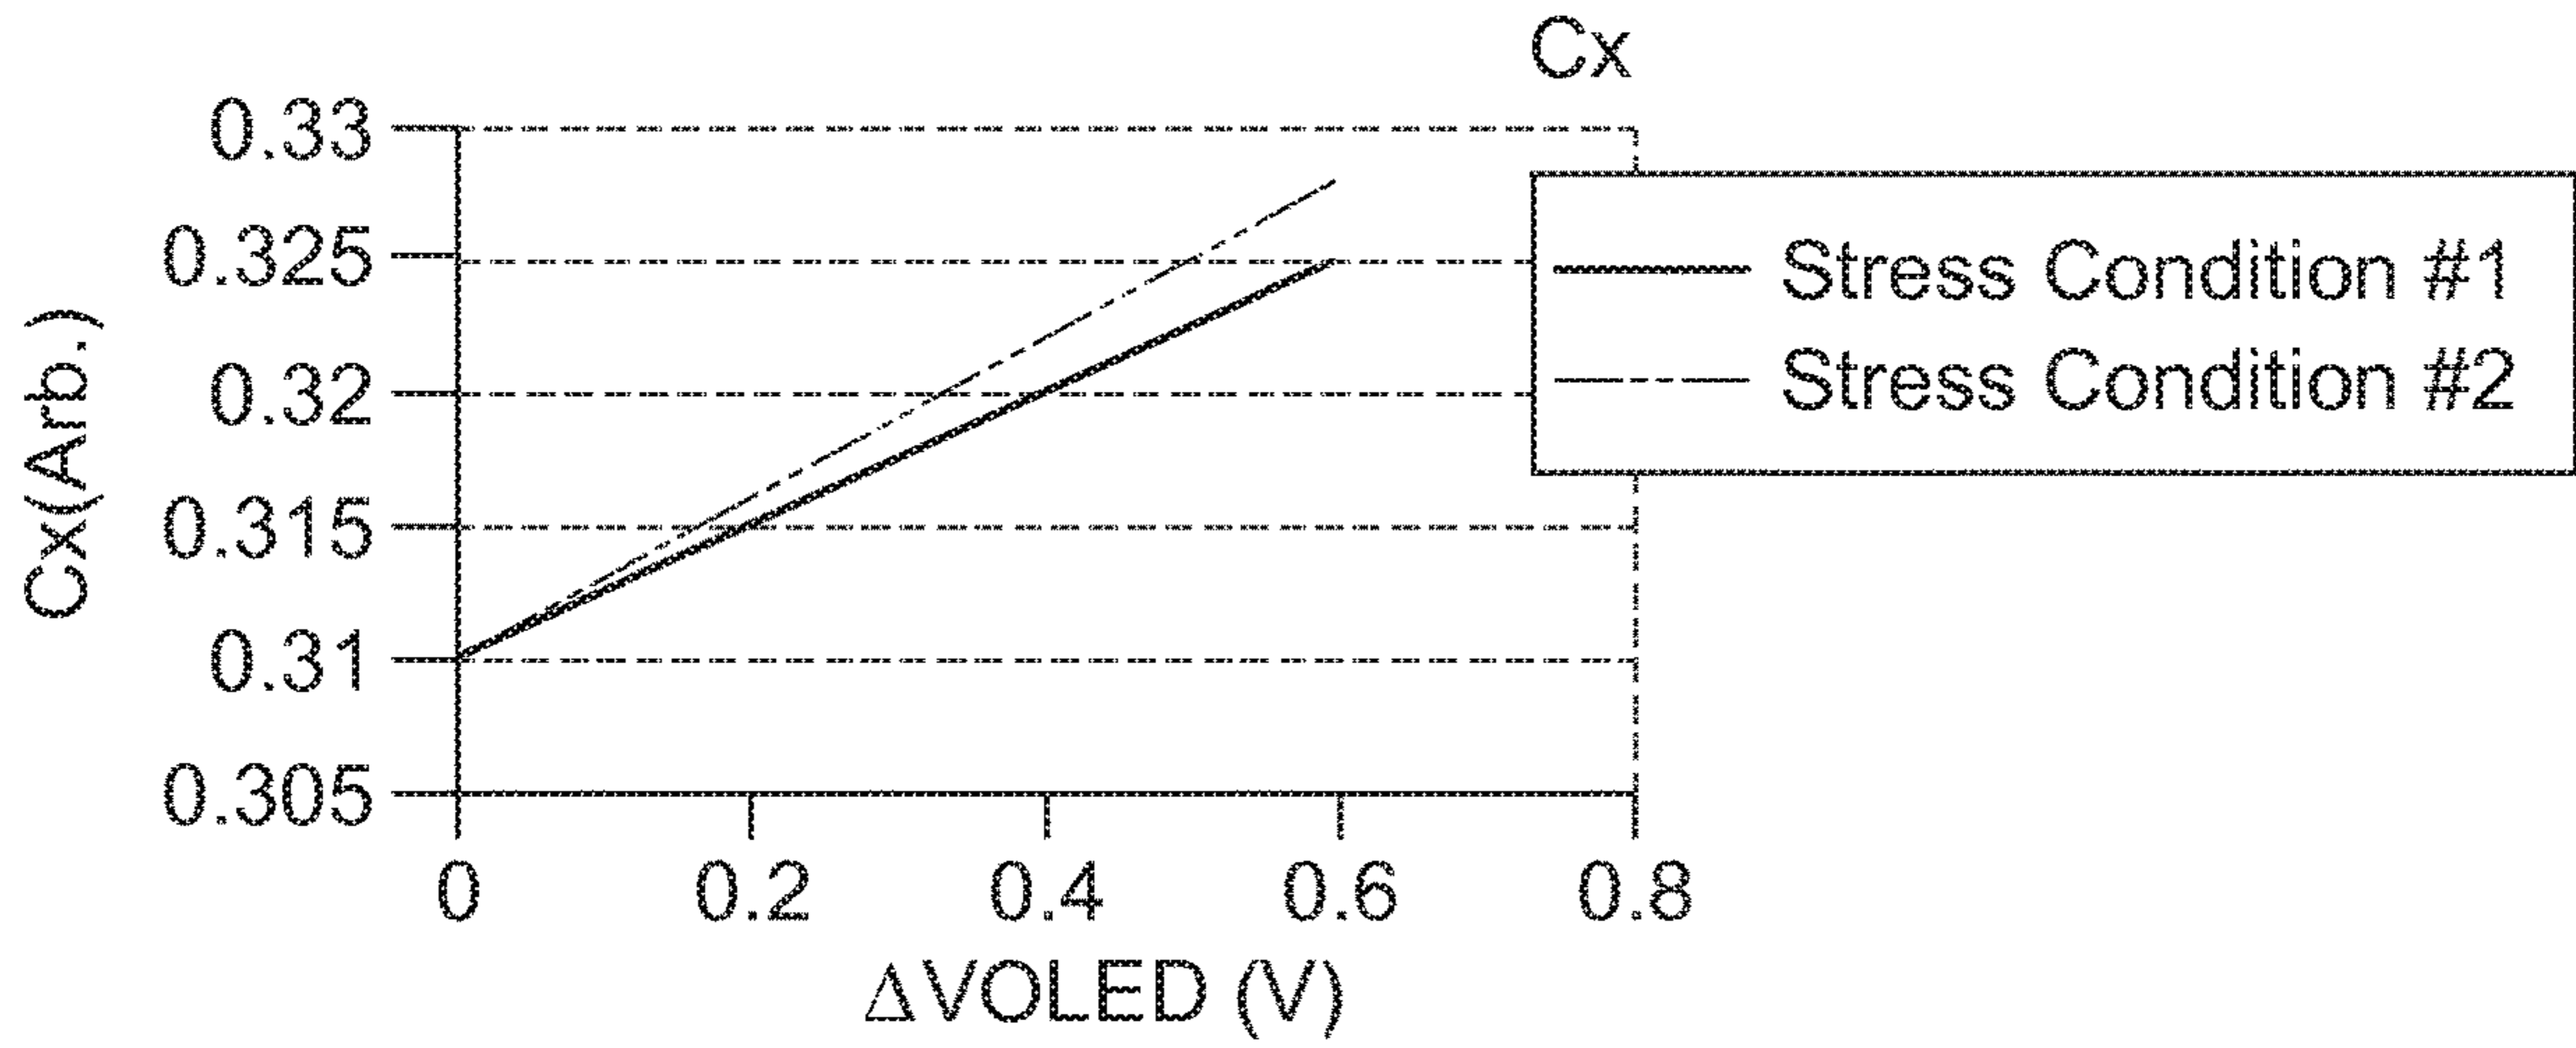 Cx
0.33
0.325
0.32
0.315
0.31
0.305
Cx(Arb.)
Stress Condition #1
Stress Condition #2
0 0.2 0.4 0.6 0.8
ΔVOLED (V)